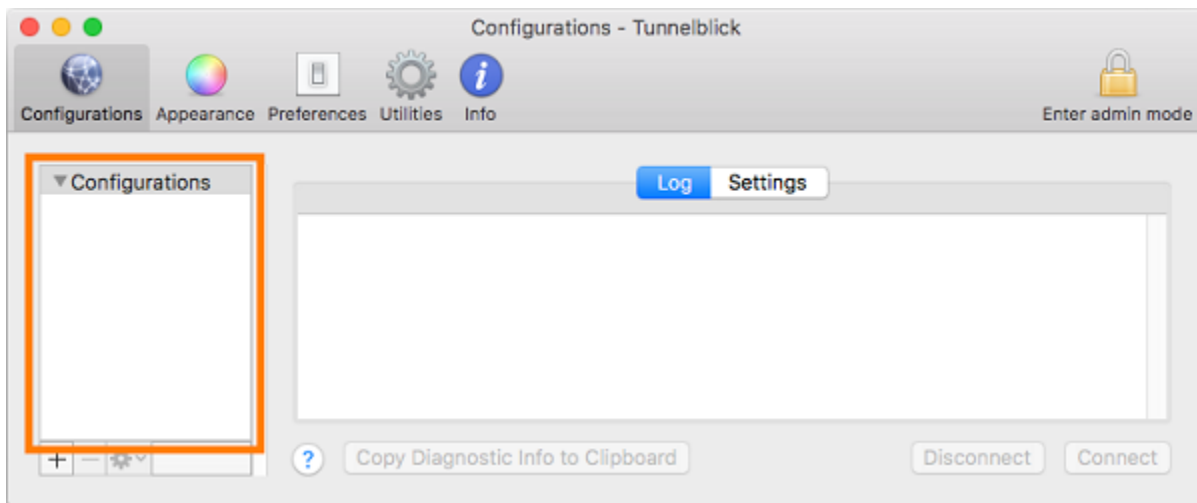 Configurations - Tunnelblick
Configurations Appearance Preferences Utilities Info Enter admin mode
Configurations
Log Settings
+ − ? Copy Diagnostic Info to Clipboard Disconnect Connect